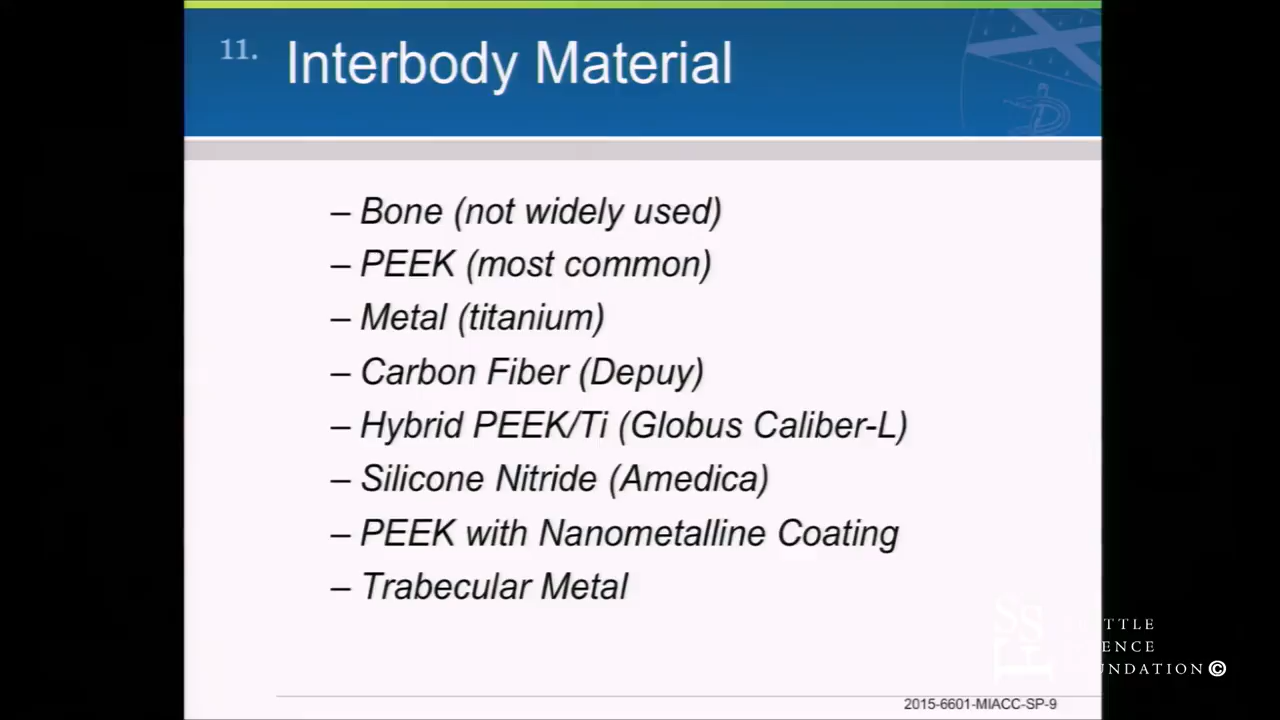 11. Interbody Material
– Bone (not widely used)
– PEEK (most common)
– Metal (titanium)
– Carbon Fiber (Depuy)
– Hybrid PEEK/Ti (Globus Caliber-L)
– Silicone Nitride (Amedica)
– PEEK with Nanometalline Coating
– Trabecular Metal
2015-6601-MIACC-SP-9